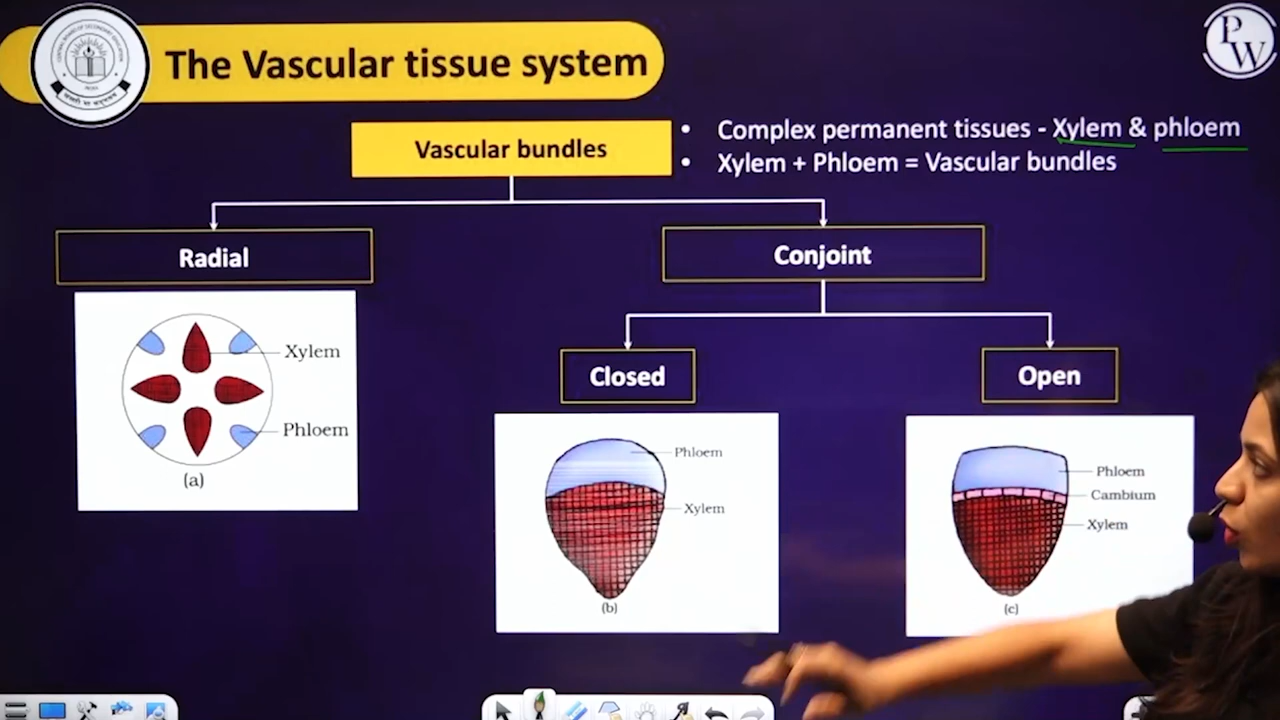 The Vascular tissue system
P
W
Vascular bundles
• Complex permanent tissues - Xylem & phloem
• Xylem + Phloem = Vascular bundles
Radial
Conjoint
Xylem
Phloem
(a)
Closed
Open
Phloem
Xylem
(b)
Phloem
Cambium
Xylem
(c)